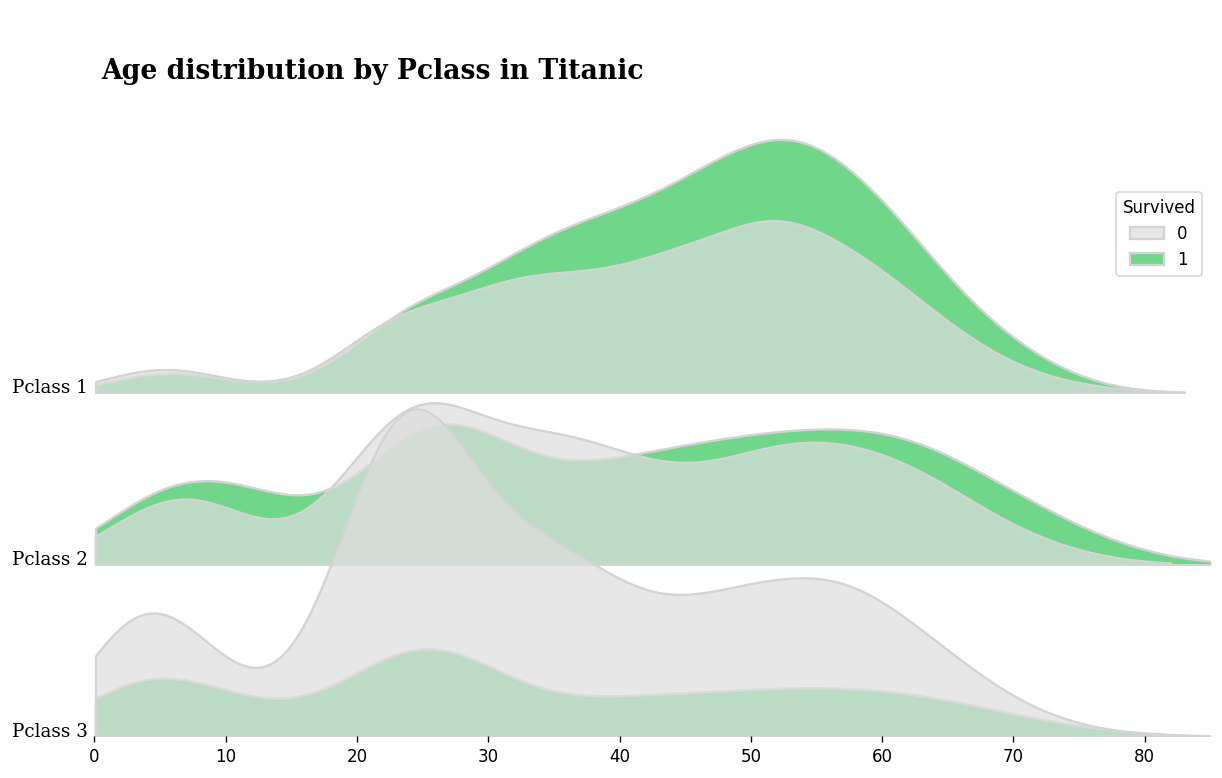 Age distribution by Pclass in Titanic
Survived
0
1
Pclass 1
Pclass 2
Pclass 3
0 10 20 30 40 50 60 70 80